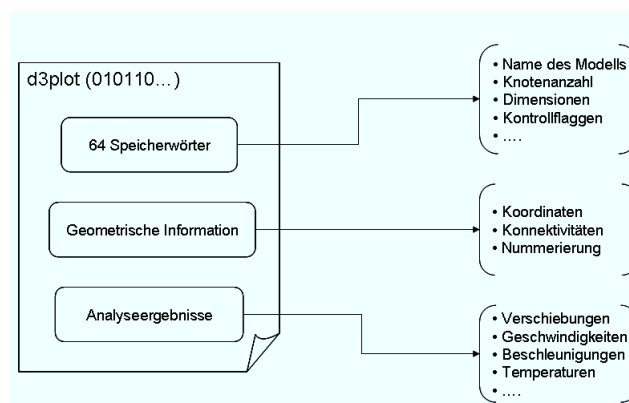 d3plot (010110…)
64 Speicherwörter
Geometrische Information
Analyseergebnisse
• Name des Modells
• Knotenanzahl
• Dimensionen
• Kontrollflaggen
• ….
• Koordinaten
• Konnektivitäten
• Nummerierung
• Verschiebungen
• Geschwindigkeiten
• Beschleunigungen
• Temperaturen
• ….